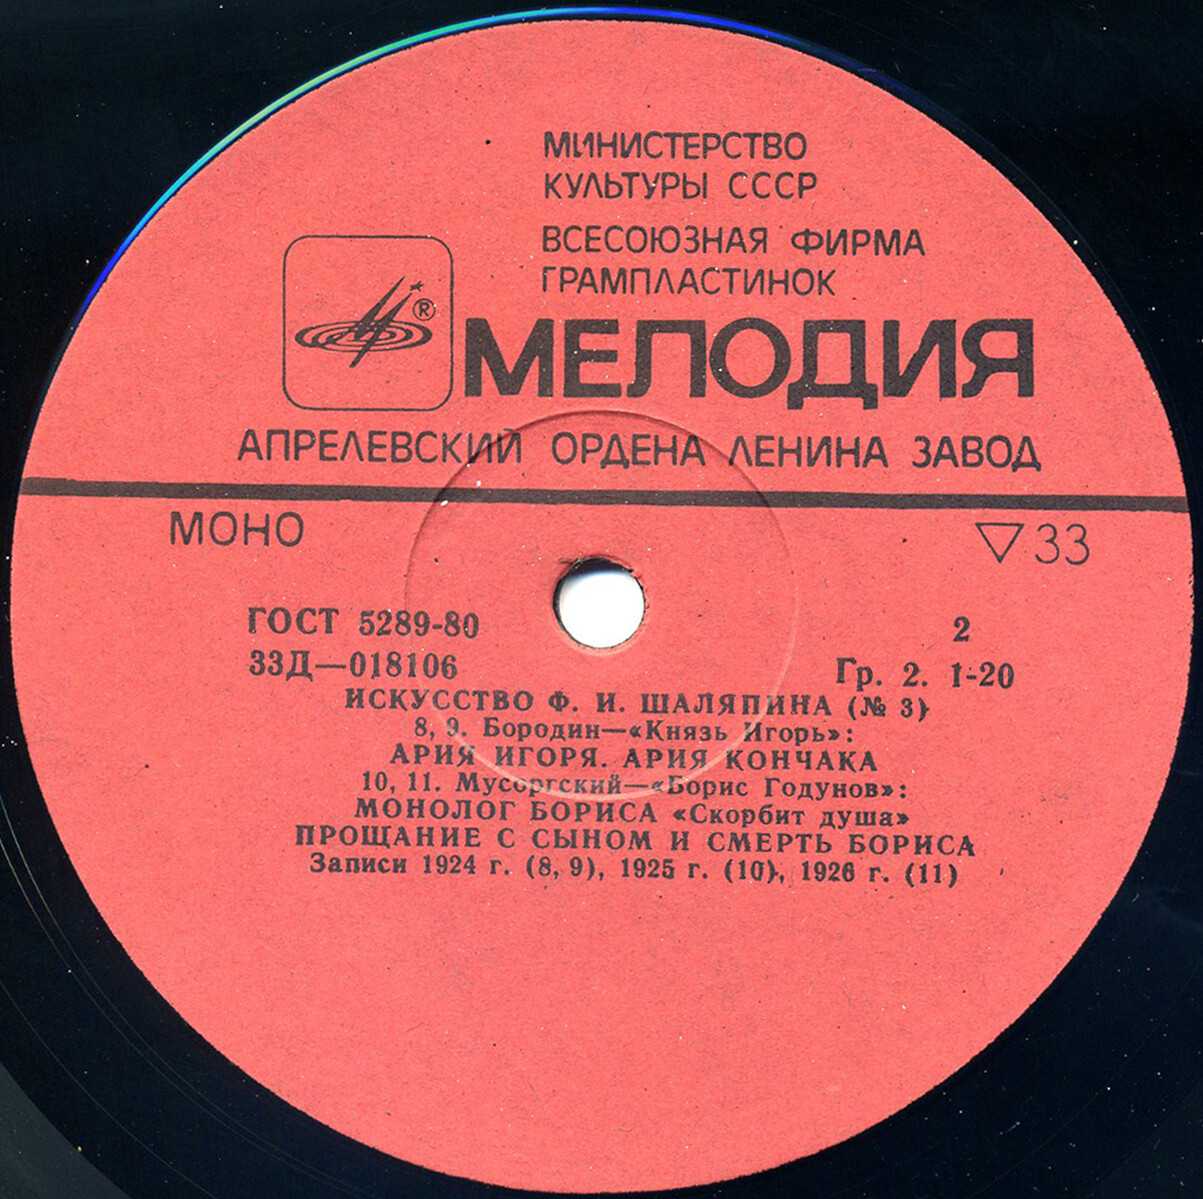 МИНИСТЕРСТВО
КУЛЬТУРЫ СССР
ВСЕСОЮЗНАЯ ФИРМА
ГРАМПЛАСТИНОК
®
МЕЛОДИЯ
АПРЕЛЕВСКИЙ ОРДЕНА ЛЕНИНА ЗАВОД
МОНО ▽33
ГОСТ 5289-80 2
33Д—018106 Гр. 2. 1-20
ИСКУССТВО Ф. И. ШАЛЯПИНА (№ 3)
8, 9. Бородин—«Князь Игорь»:
АРИЯ ИГОРЯ. АРИЯ КОНЧАКА
10, 11. Мусоргский—«Борис Годунов»:
МОНОЛОГ БОРИСА «Скорбит душа»
ПРОЩАНИЕ С СЫНОМ И СМЕРТЬ БОРИСА
Записи 1924 г. (8, 9), 1925 г. (10), 1926 г. (11)